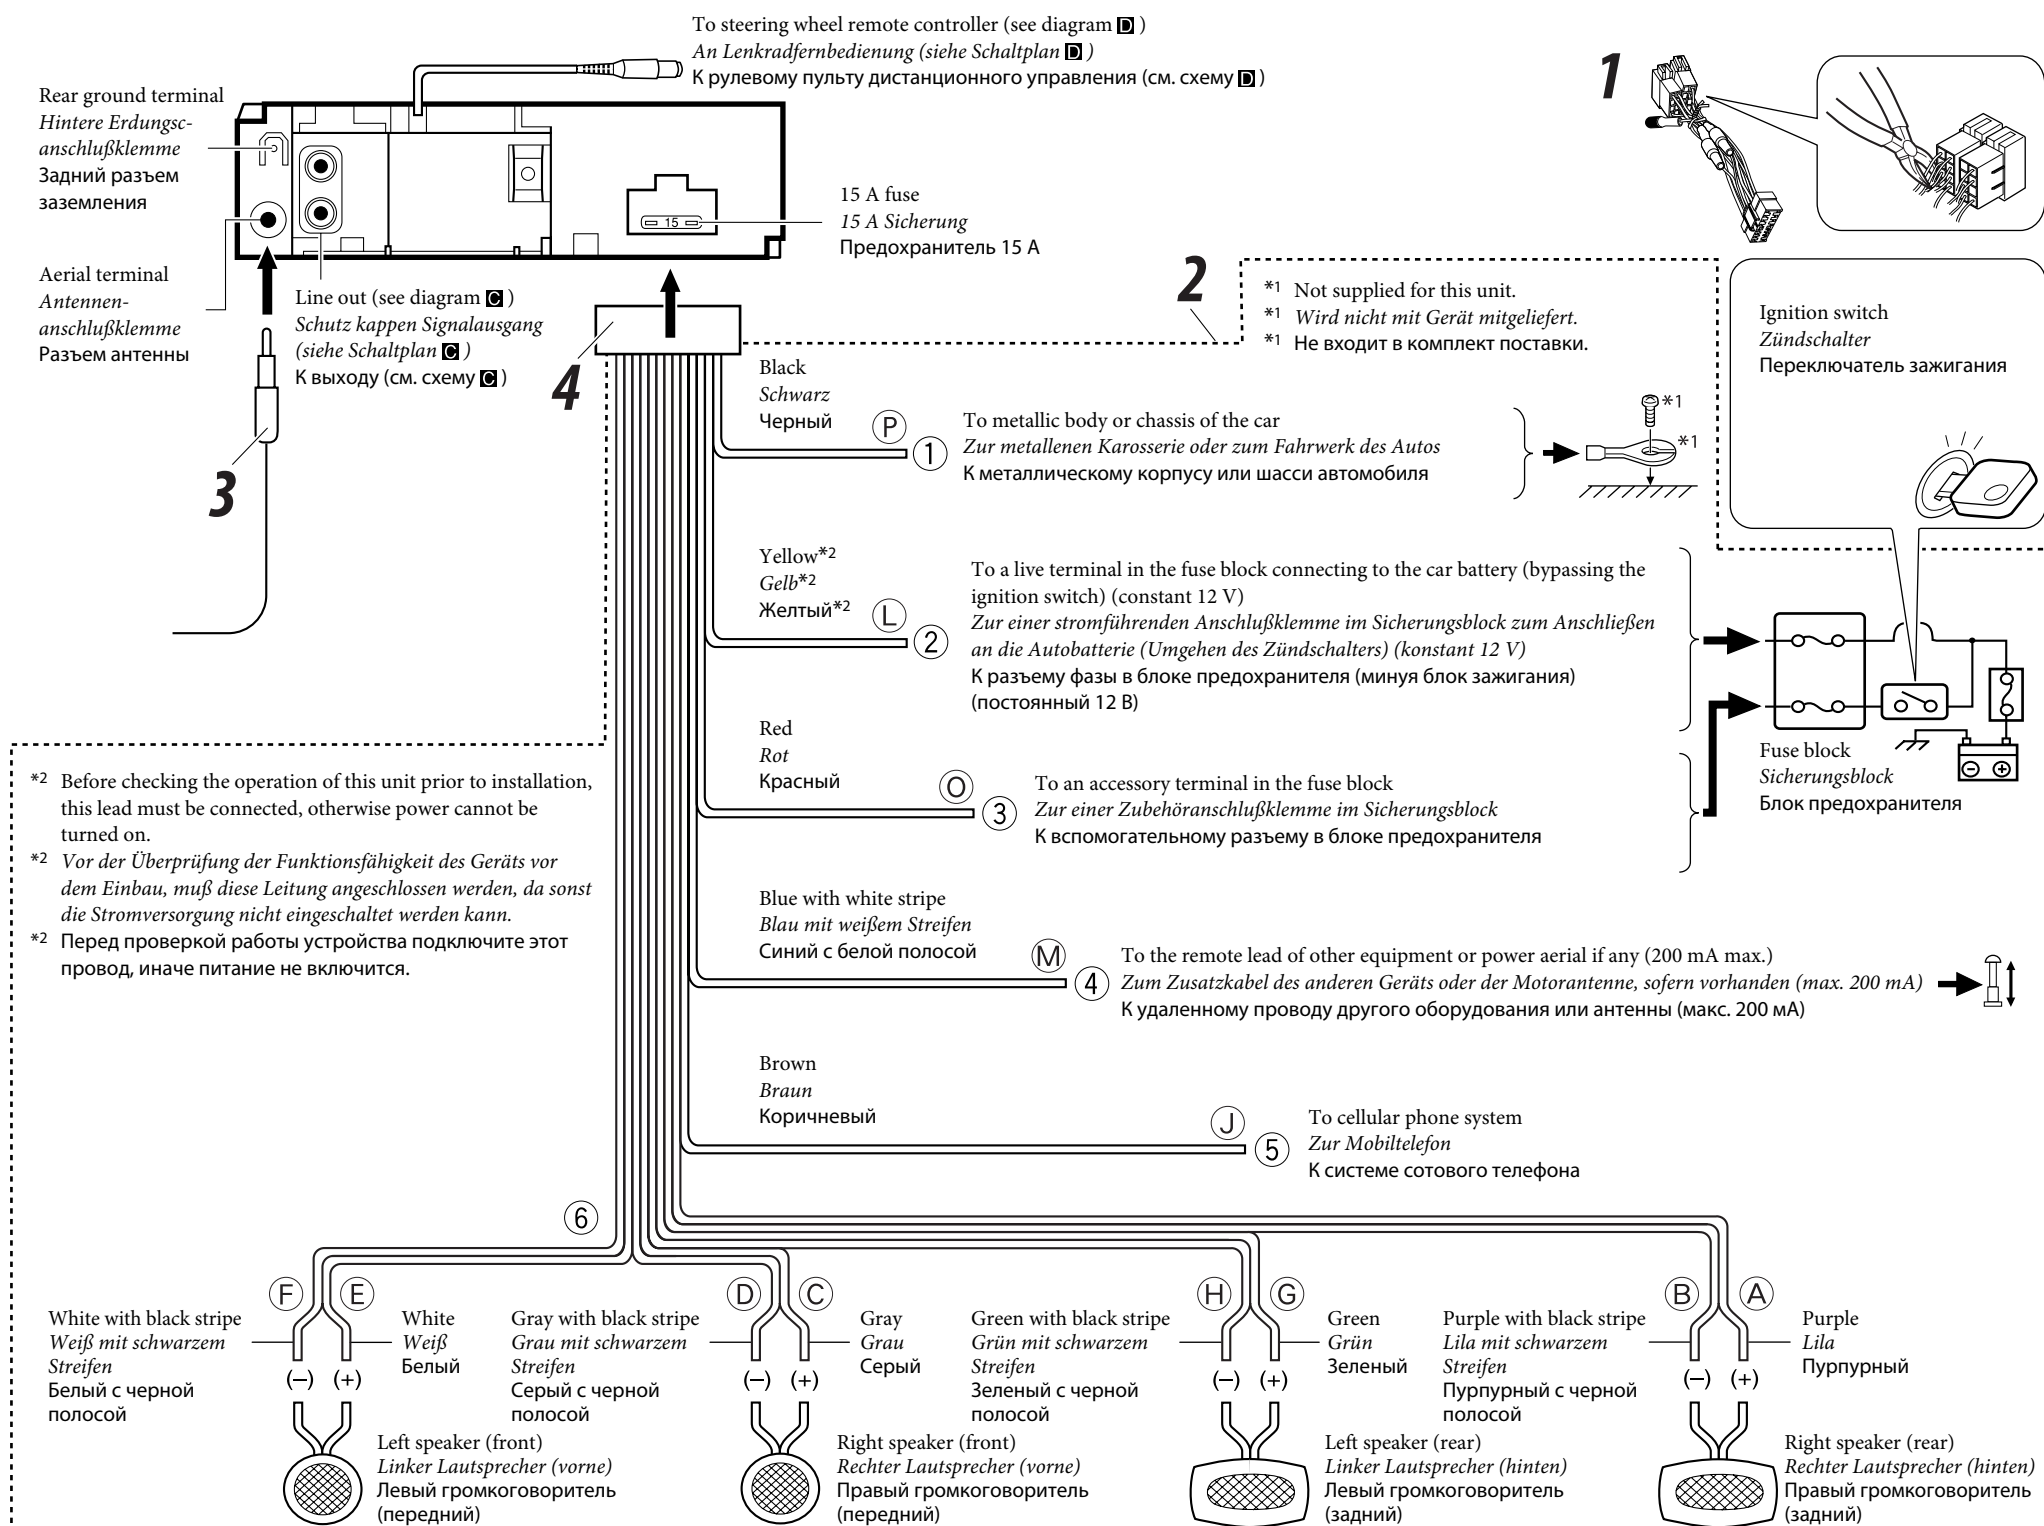 To steering wheel remote controller (see diagram D )
An Lenkradfernbedienung (siehe Schaltplan D )
К рулевому пульту дистанционного управления (см. схему D )
Rear ground terminal
Hintere Erdungsc-
anschlußklemme
Задний разъем
заземления
15
15 A fuse
15 A Sicherung
Предохранитель 15 A
1
Aerial terminal
Antennen-
anschlußklemme
Разъем антенны
Line out (see diagram C )
Schutz kappen Signalausgang
(siehe Schaltplan C )
К выходу (см. схему C )
3
4
2
*1 Not supplied for this unit.
*1 Wird nicht mit Gerät mitgeliefert.
*1 Не входит в комплект поставки.
Ignition switch
Zündschalter
Переключатель зажигания
Black
Schwarz
Черный
P
1
To metallic body or chassis of the car
Zur metallenen Karosserie oder zum Fahrwerk des Autos
К металлическому корпусу или шасси автомобиля
*1
*1
Yellow*2
Gelb*2
Желтый*2
L
2
To a live terminal in the fuse block connecting to the car battery (bypassing the
ignition switch) (constant 12 V)
Zur einer stromführenden Anschlußklemme im Sicherungsblock zum Anschließen
an die Autobatterie (Umgehen des Zündschalters) (konstant 12 V)
К разъему фазы в блоке предохранителя (минуя блок зажигания)
(постоянный 12 В)
Red
Rot
Красный
O
3
To an accessory terminal in the fuse block
Zur einer Zubehöranschlußklemme im Sicherungsblock
К вспомогательному разъему в блоке предохранителя
Fuse block
Sicherungsblock
Блок предохранителя
*2 Before checking the operation of this unit prior to installation,
this lead must be connected, otherwise power cannot be
turned on.
*2 Vor der Überprüfung der Funktionsfähigkeit des Geräts vor
dem Einbau, muß diese Leitung angeschlossen werden, da sonst
die Stromversorgung nicht eingeschaltet werden kann.
*2 Перед проверкой работы устройства подключите этот
провод, иначе питание не включится.
Blue with white stripe
Blau mit weißem Streifen
Синий с белой полосой
M
4
To the remote lead of other equipment or power aerial if any (200 mA max.)
Zum Zusatzkabel des anderen Geräts oder der Motorantenne, sofern vorhanden (max. 200 mA)
К удаленному проводу другого оборудования или антенны (макс. 200 мА)
Brown
Braun
Коричневый
J
5
To cellular phone system
Zur Mobiltelefon
К системе сотового телефона
6
F
E
D
C
H
G
B
A
White with black stripe
Weiß mit schwarzem
Streifen
Белый с черной
полосой
(−) (+)
White
Weiß
Белый
Gray with black stripe
Grau mit schwarzem
Streifen
Серый с черной
полосой
(−) (+)
Gray
Grau
Серый
Green with black stripe
Grün mit schwarzem
Streifen
Зеленый с черной
полосой
(−) (+)
Green
Grün
Зеленый
Purple with black stripe
Lila mit schwarzem
Streifen
Пурпурный с черной
полосой
(−) (+)
Purple
Lila
Пурпурный
Left speaker (front)
Linker Lautsprecher (vorne)
Левый громкоговоритель
(передний)
Right speaker (front)
Rechter Lautsprecher (vorne)
Правый громкоговоритель
(передний)
Left speaker (rear)
Linker Lautsprecher (hinten)
Левый громкоговоритель
(задний)
Right speaker (rear)
Rechter Lautsprecher (hinten)
Правый громкоговоритель
(задний)